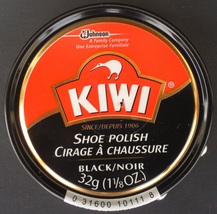 Johnson
A Family Company
Une Entreprise Familiale
KIWI
SINCE/DEPUIS 1906
SHOE POLISH
CIRAGE À CHAUSSURE
BLACK/NOIR
32g (1⅛ OZ.)
0 31600 10111 8